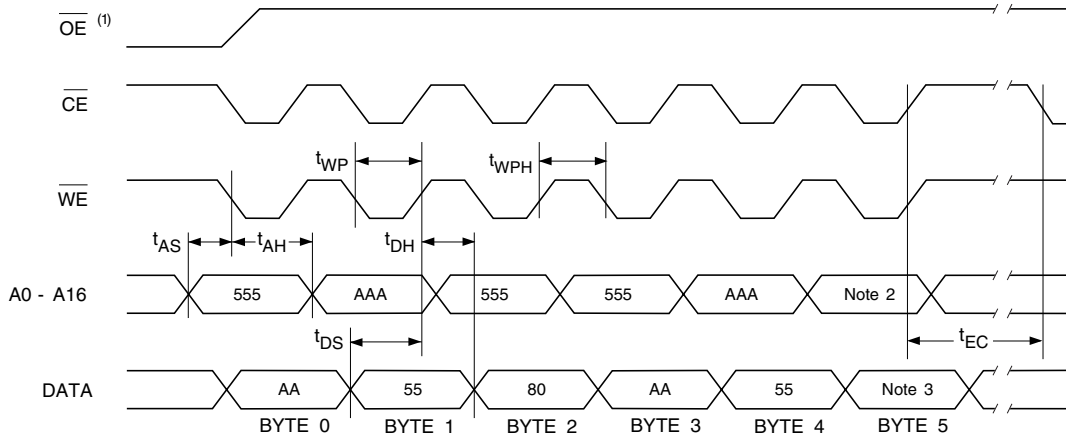 OE (1)
CE
tWP
tWPH
WE
tAS
tAH
tDH
A0 - A16
555
AAA
555
555
AAA
Note 2
tDS
tEC
DATA
AA
55
80
AA
55
Note 3
BYTE 0
BYTE 1
BYTE 2
BYTE 3
BYTE 4
BYTE 5